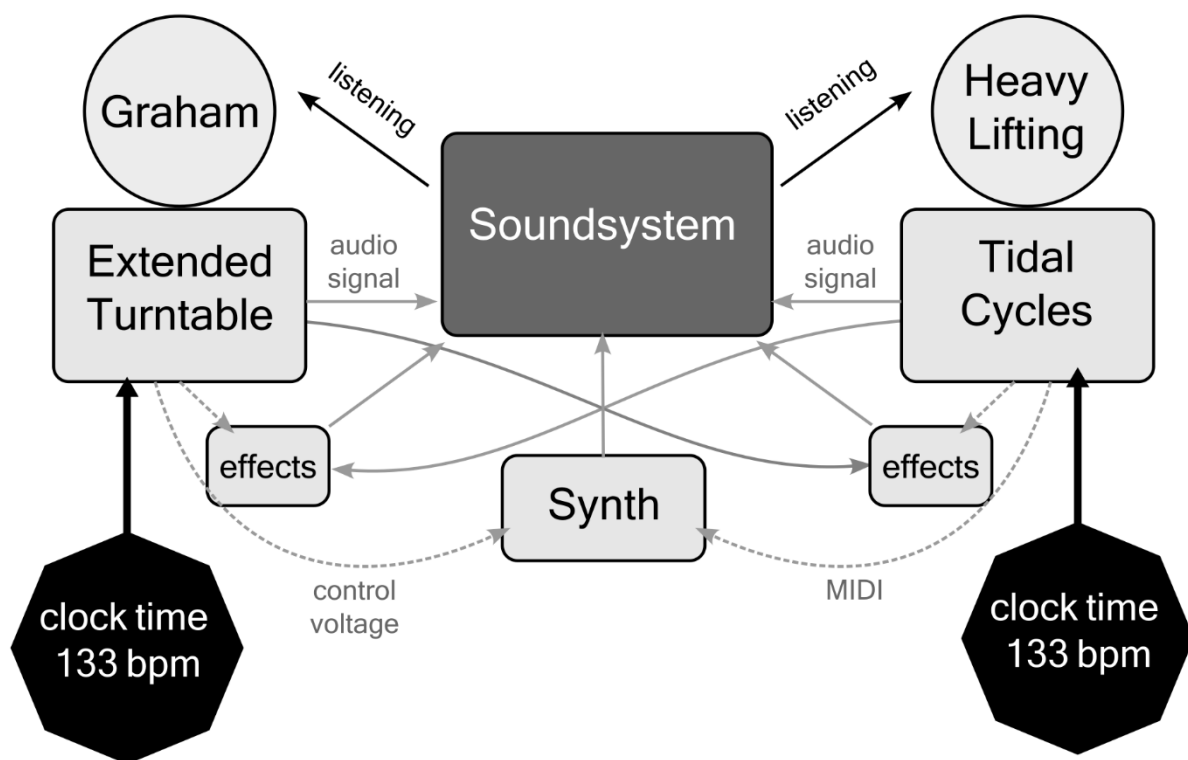 Graham
listening
listening
Heavy
Lifting
Extended
Turntable
audio
signal
Soundsystem
audio
signal
Tidal
Cycles
effects
Synth
effects
control
voltage
MIDI
clock time
133 bpm
clock time
133 bpm